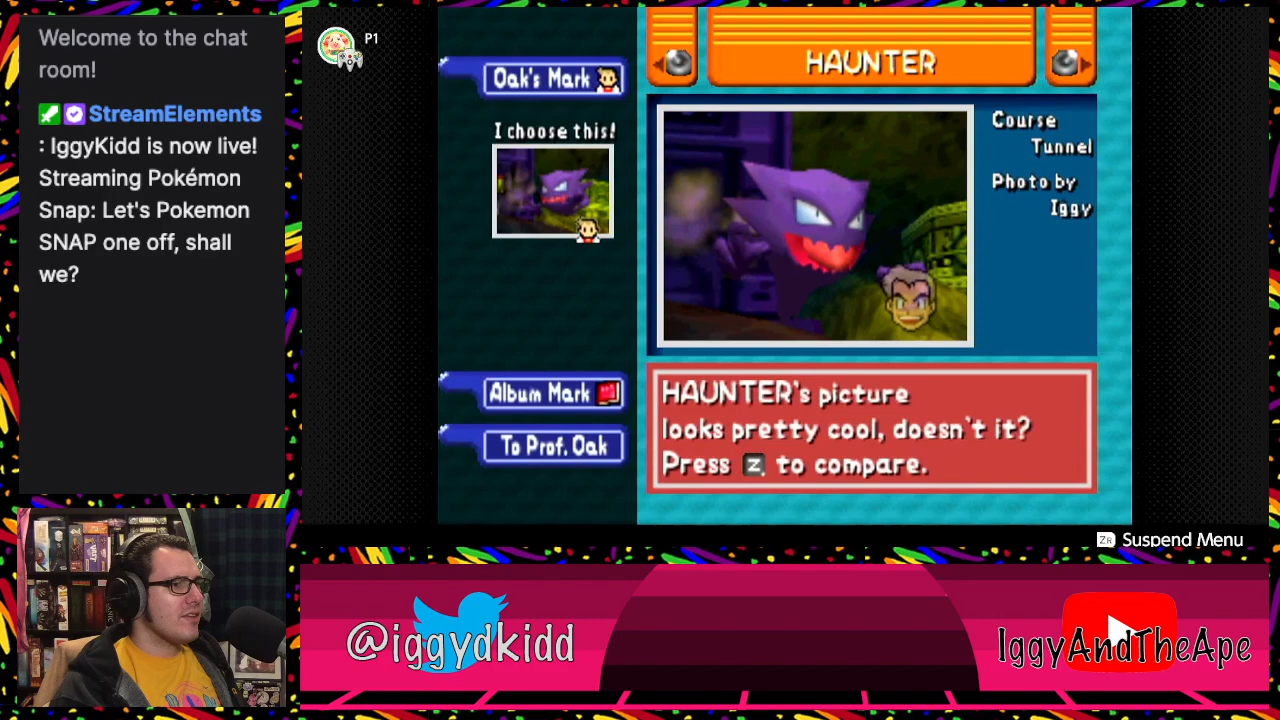 Welcome to the chat
room!
StreamElements
: IggyKidd is now live!
Streaming Pokémon
Snap: Let's Pokemon
SNAP one off, shall
we?
P1
Oak's Mark
I choose this!
Album Mark
To Prof. Oak
HAUNTER
Course
Tunnel
Photo by
Iggy
HAUNTER's picture
looks pretty cool, doesn't it?
Press Z to compare.
ZR Suspend Menu
@iggydkidd
IggyAndTheApe